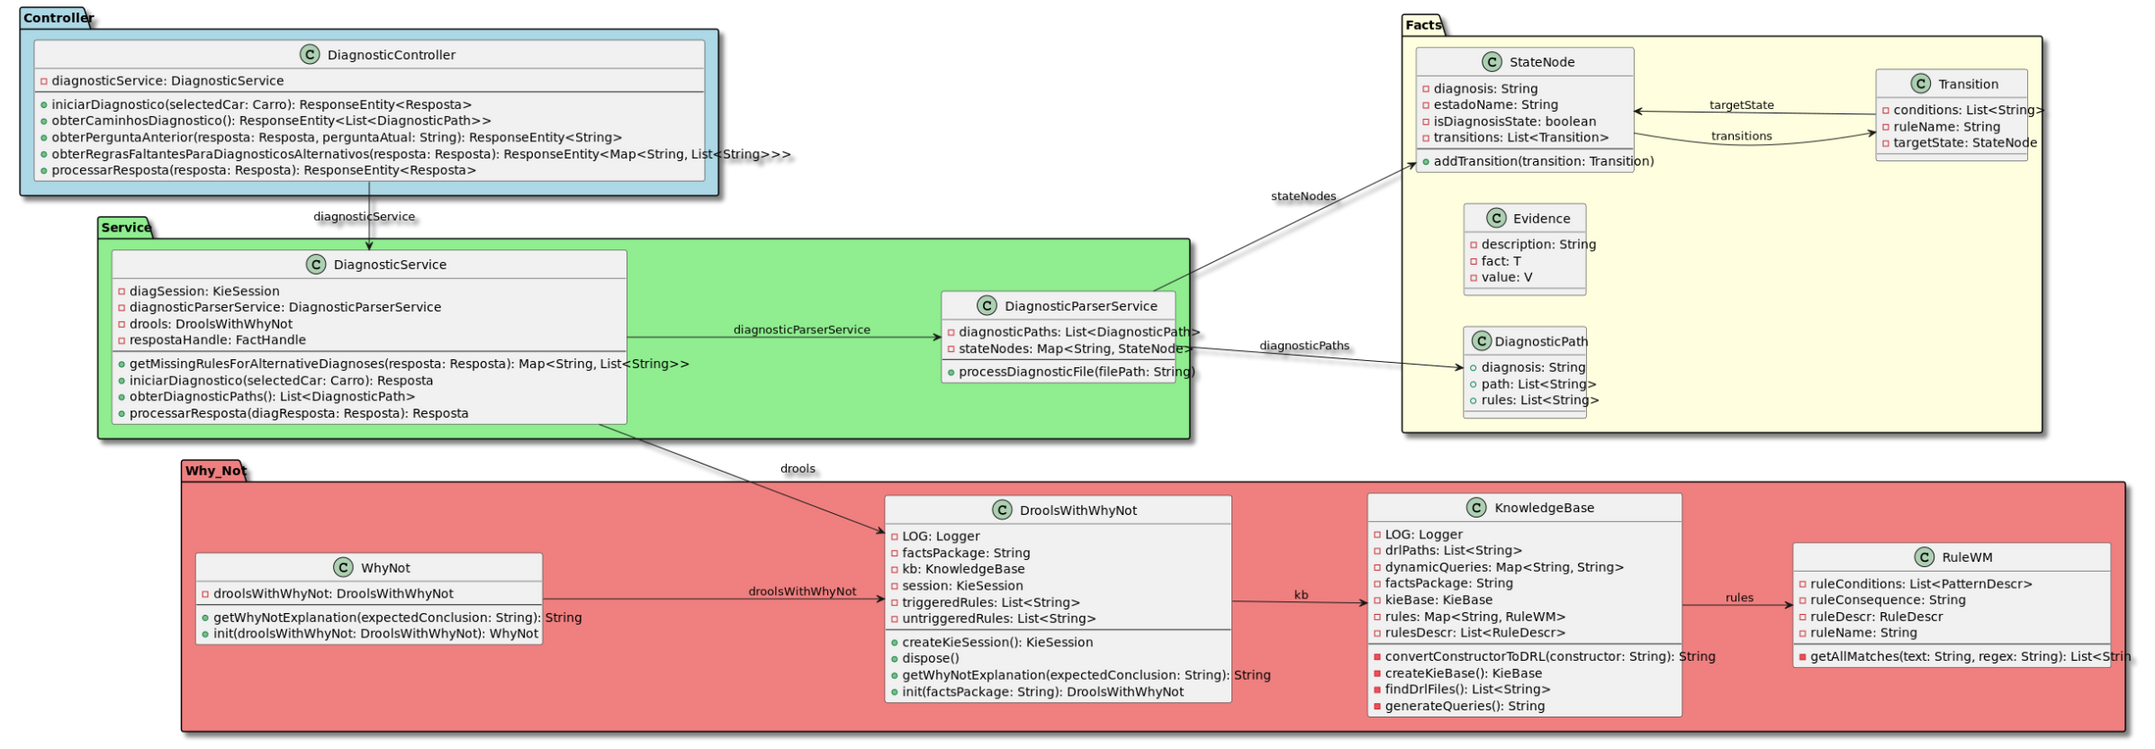 Controller
DiagnosticController
diagnosticService: DiagnosticService
iniciarDiagnostico(selectedCar: Carro): ResponseEntity<Resposta>
obterCaminhosDiagnostico(): ResponseEntity<List<DiagnosticPath>>
obterPerguntaAnterior(resposta: Resposta, perguntaAtual: String): ResponseEntity<String>
obterRegrasFaltantesParaDiagnosticosAlternativos(resposta: Resposta): ResponseEntity<Map<String, List<String>>>
processarResposta(resposta: Resposta): ResponseEntity<Resposta>
diagnosticService
Service
DiagnosticService
diagSession: KieSession
diagnosticParserService: DiagnosticParserService
drools: DroolsWithWhyNot
respostaHandle: FactHandle
getMissingRulesForAlternativeDiagnoses(resposta: Resposta): Map<String, List<String>>
iniciarDiagnostico(selectedCar: Carro): Resposta
obterDiagnosticPaths(): List<DiagnosticPath>
processarResposta(diagResposta: Resposta): Resposta
diagnosticParserService
DiagnosticParserService
diagnosticPaths: List<DiagnosticPath>
stateNodes: Map<String, StateNode>
processDiagnosticFile(filePath: String)
stateNodes
diagnosticPaths
Facts
StateNode
diagnosis: String
estadoName: String
isDiagnosisState: boolean
transitions: List<Transition>
addTransition(transition: Transition)
targetState
transitions
Transition
conditions: List<String>
ruleName: String
targetState: StateNode
Evidence
description: String
fact: T
value: V
DiagnosticPath
diagnosis: String
path: List<String>
rules: List<String>
drools
Why_Not
WhyNot
droolsWithWhyNot: DroolsWithWhyNot
getWhyNotExplanation(expectedConclusion: String): String
init(droolsWithWhyNot: DroolsWithWhyNot): WhyNot
droolsWithWhyNot
DroolsWithWhyNot
LOG: Logger
factsPackage: String
kb: KnowledgeBase
session: KieSession
triggeredRules: List<String>
untriggeredRules: List<String>
createKieSession(): KieSession
dispose()
getWhyNotExplanation(expectedConclusion: String): String
init(factsPackage: String): DroolsWithWhyNot
kb
KnowledgeBase
LOG: Logger
drlPaths: List<String>
dynamicQueries: Map<String, String>
factsPackage: String
kieBase: KieBase
rules: Map<String, RuleWM>
rulesDescr: List<RuleDescr>
convertConstructorToDRL(constructor: String): String
createKieBase(): KieBase
findDrlFiles(): List<String>
generateQueries(): String
rules
RuleWM
ruleConditions: List<PatternDescr>
ruleConsequence: String
ruleDescr: RuleDescr
ruleName: String
getAllMatches(text: String, regex: String): List<Strin